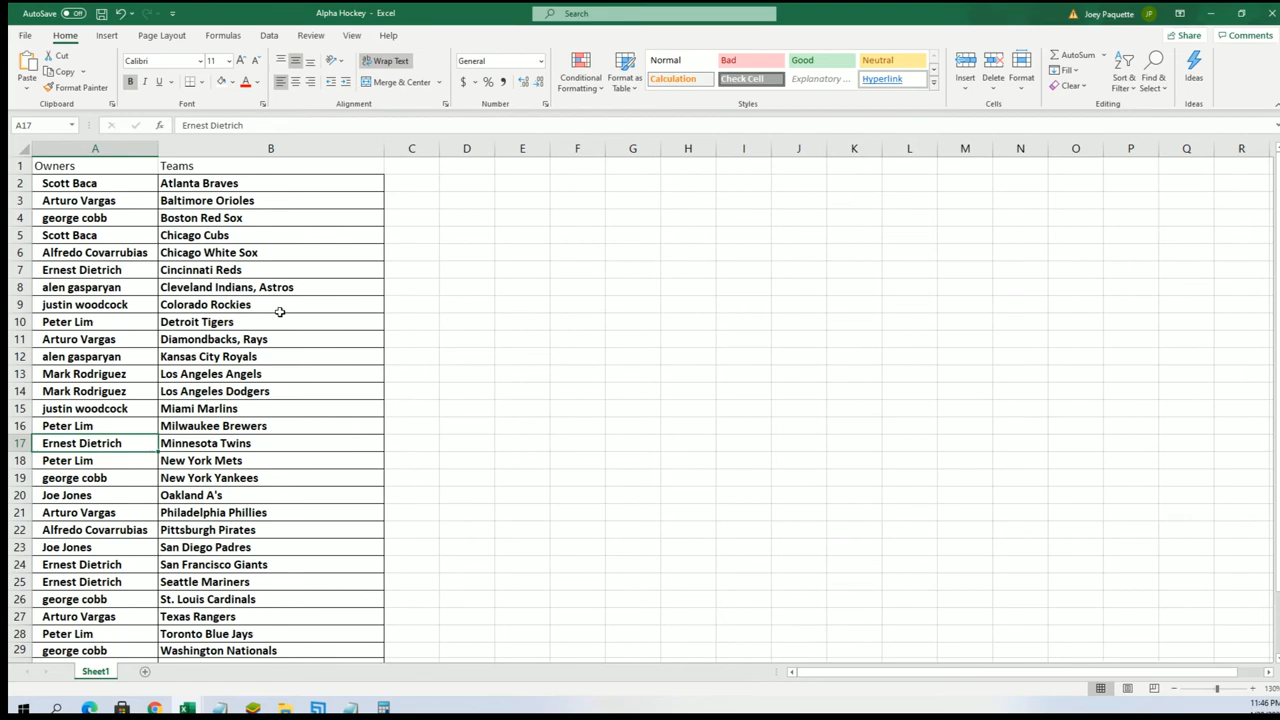 AutoSave Off Alpha Hockey - Excel Search Joey Paquette JP
File Home Insert Page Layout Formulas Data Review View Help Share Comments
Cut Calibri 11 A A Wrap Text General Normal Bad Good Neutral AutoSum
Copy Fill
Paste Format Painter B I U Merge & Center $ % Conditional Formatting Format as Table Calculation Check Cell Explanatory ... Hyperlink Insert Delete Format Clear Sort & Filter Find & Select Ideas
Clipboard Font Alignment Number Styles Cells Editing Ideas
A17 fx Ernest Dietrich
A B C D E F G H I J K L M N O P Q R
1 Owners Teams
2 Scott Baca Atlanta Braves
3 Arturo Vargas Baltimore Orioles
4 george cobb Boston Red Sox
5 Scott Baca Chicago Cubs
6 Alfredo Covarrubias Chicago White Sox
7 Ernest Dietrich Cincinnati Reds
8 alen gasparyan Cleveland Indians, Astros
9 justin woodcock Colorado Rockies
10 Peter Lim Detroit Tigers
11 Arturo Vargas Diamondbacks, Rays
12 alen gasparyan Kansas City Royals
13 Mark Rodriguez Los Angeles Angels
14 Mark Rodriguez Los Angeles Dodgers
15 justin woodcock Miami Marlins
16 Peter Lim Milwaukee Brewers
17 Ernest Dietrich Minnesota Twins
18 Peter Lim New York Mets
19 george cobb New York Yankees
20 Joe Jones Oakland A's
21 Arturo Vargas Philadelphia Phillies
22 Alfredo Covarrubias Pittsburgh Pirates
23 Joe Jones San Diego Padres
24 Ernest Dietrich San Francisco Giants
25 Ernest Dietrich Seattle Mariners
26 george cobb St. Louis Cardinals
27 Arturo Vargas Texas Rangers
28 Peter Lim Toronto Blue Jays
29 george cobb Washington Nationals
Sheet1
130%
11:46 PM